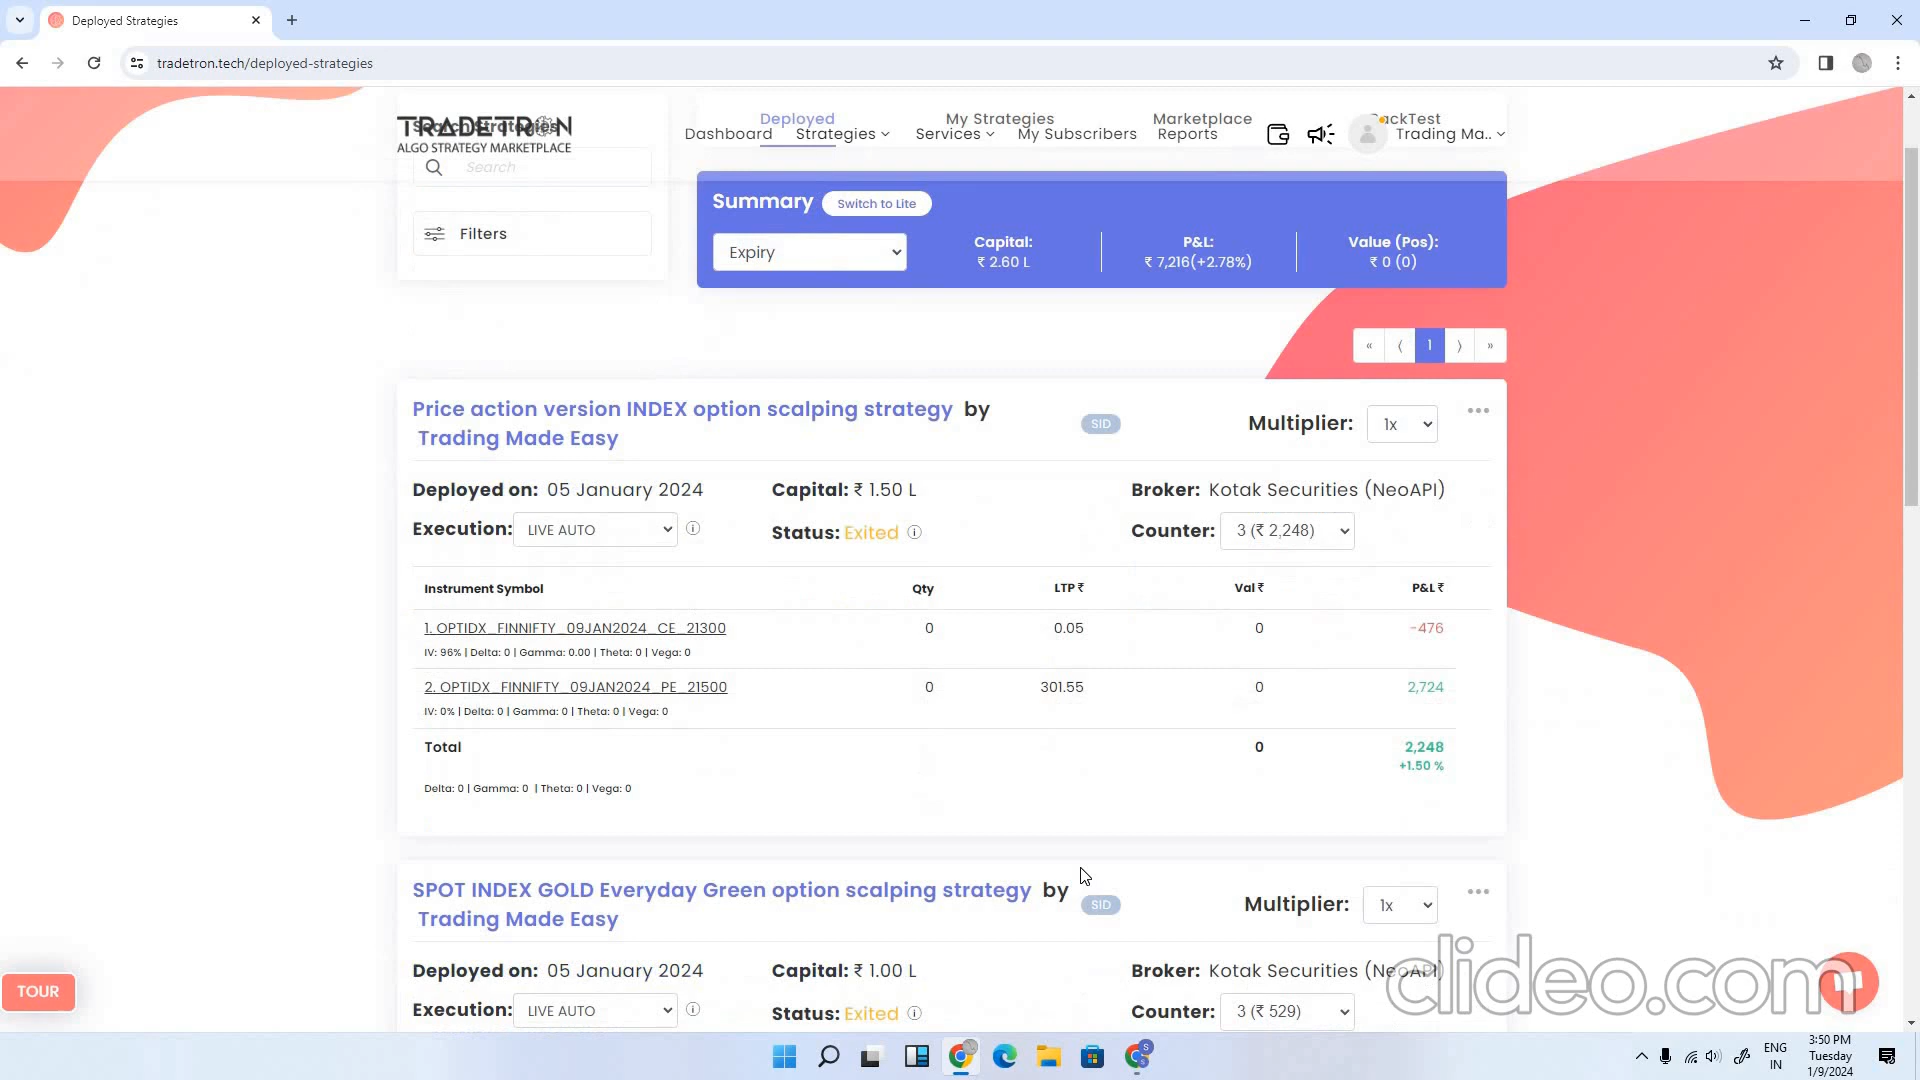 Deployed Strategies
tradetron.tech/deployed-strategies
TRADETRON
ALGO STRATEGY MARKETPLACE
Search Strategies
Search
Filters
Deployed My Strategies Marketplace BackTest
Dashboard Strategies Services My Subscribers Reports Trading Ma..
Summary Switch to Lite
Expiry
Capital:
₹ 2.60 L
P&L:
₹ 7,216(+2.78%)
Value (Pos):
₹ 0 (0)
« ⟨ 1 ⟩ »
Price action version INDEX option scalping strategy by
Trading Made Easy
SID
Multiplier: 1x
Deployed on: 05 January 2024 Capital: ₹ 1.50 L Broker: Kotak Securities (NeoAPI)
Execution: LIVE AUTO Status: Exited Counter: 3 (₹ 2,248)
Instrument Symbol Qty LTP ₹ Val ₹ P&L ₹
1. OPTIDX_FINNIFTY_09JAN2024_CE_21300 0 0.05 0 -476
IV: 96% | Delta: 0 | Gamma: 0.00 | Theta: 0 | Vega: 0
2. OPTIDX_FINNIFTY_09JAN2024_PE_21500 0 301.55 0 2,724
IV: 0% | Delta: 0 | Gamma: 0 | Theta: 0 | Vega: 0
Total 0 2,248
+1.50 %
Delta: 0 | Gamma: 0 | Theta: 0 | Vega: 0
SPOT INDEX GOLD Everyday Green option scalping strategy by
Trading Made Easy
SID
Multiplier: 1x
Deployed on: 05 January 2024 Capital: ₹ 1.00 L Broker: Kotak Securities (NeoAPI)
Execution: LIVE AUTO Status: Exited Counter: 3 (₹ 529)
TOUR
clideo.com
ENG
IN
3:50 PM
Tuesday
1/9/2024